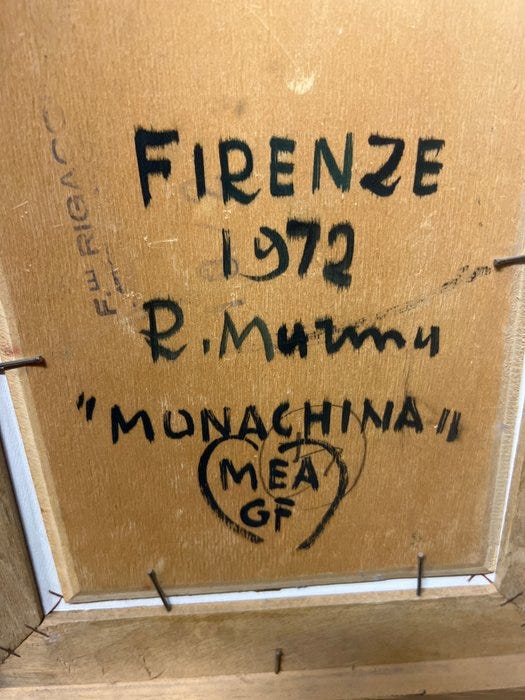 FIRENZE
1972
R. Murmu
"MONACHINA"
MEA
GF